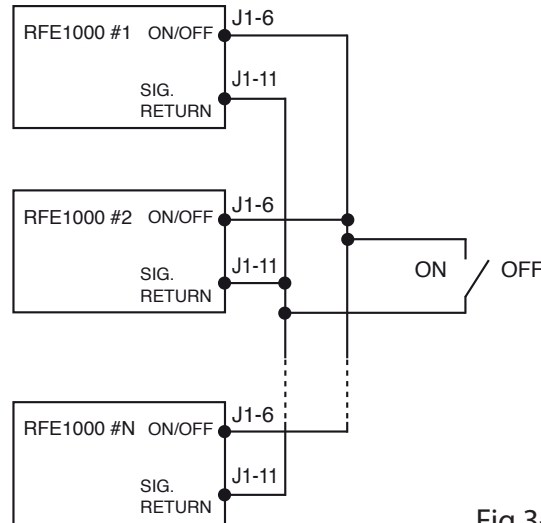 RFE1000 #1 ON/OFF J1-6
SIG. J1-11
RETURN
RFE1000 #2 ON/OFF J1-6
ON OFF
SIG. J1-11
RETURN
RFE1000 #N ON/OFF J1-6
SIG. J1-11
RETURN